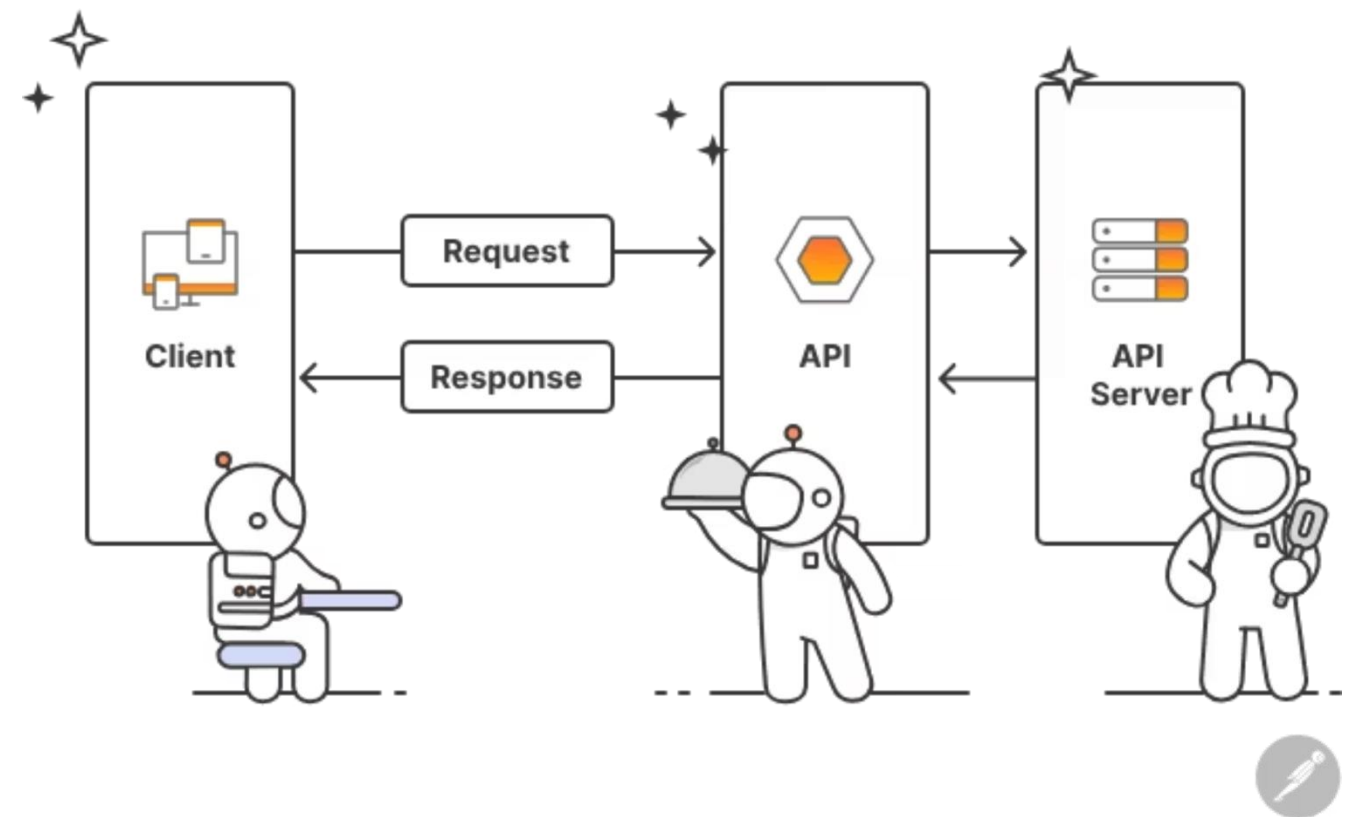 Request
Response
Client
API
API
Server